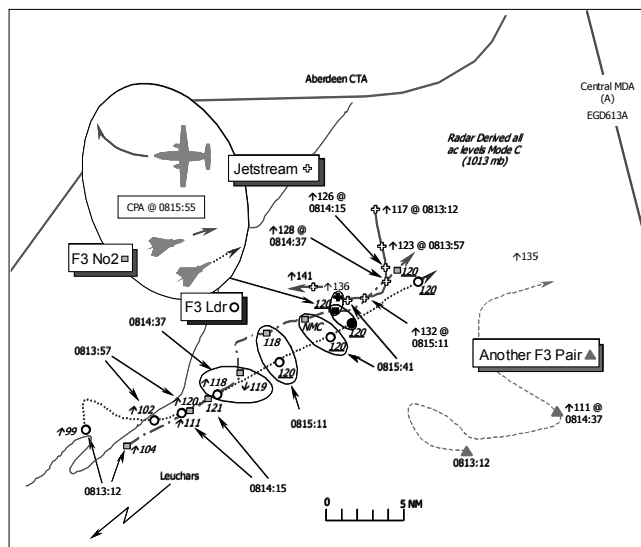 Aberdeen CTA
Central MDA
(A)
EGD613A
Radar Derived all
ac levels Mode C
(1013 mb)
Jetstream
CPA @ 0815:55
↑126 @
0814:15
↑117 @ 0813:12
↑128 @
0814:37
↑123 @0813:57
F3 No2
120
↑135
↑141
↑136
120
120
F3 Ldr
NMC
120
↑132 @
0815:11
0814:37
118
120
0815:41
Another F3 Pair
0813:57
↑118
↓119
120
↑120
↑102
↑111
121
↑111 @
0814:37
↑99
↑104
0815:11
0813:12
0813:12
0814:15
Leuchars
0
5 NM